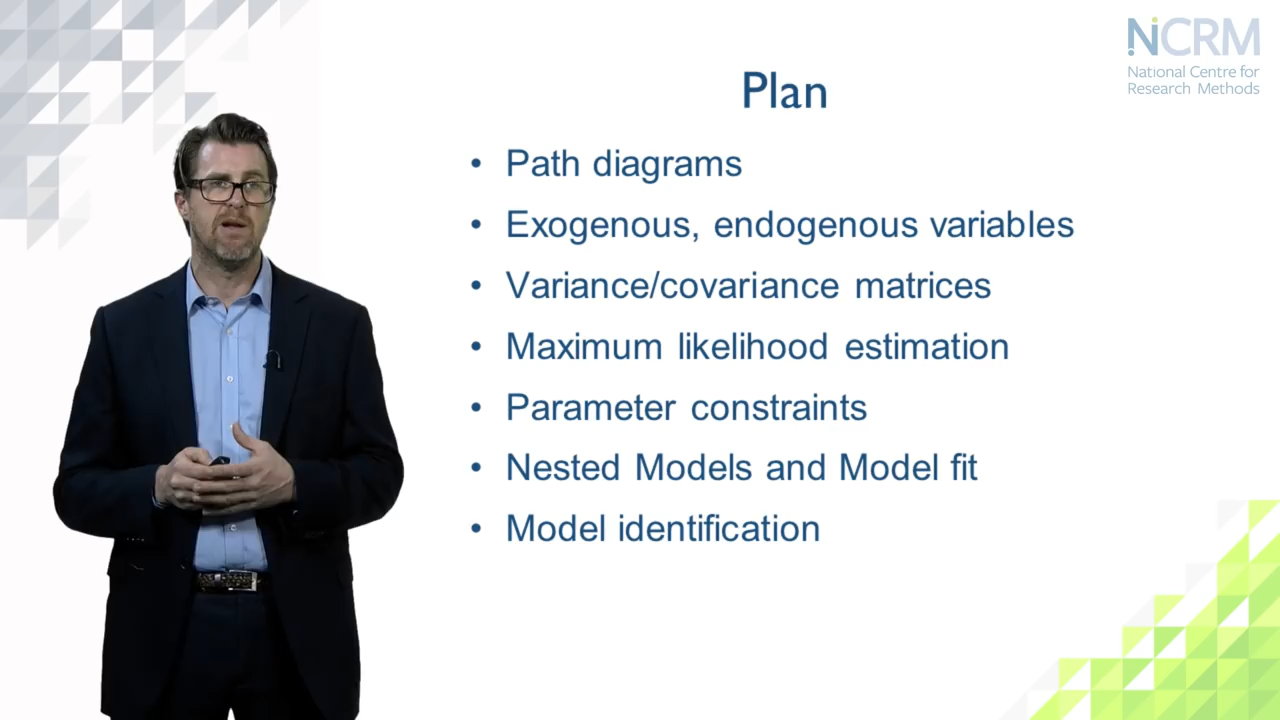 NCRM
National Centre for
Research Methods
Plan
• Path diagrams
• Exogenous, endogenous variables
• Variance/covariance matrices
• Maximum likelihood estimation
• Parameter constraints
• Nested Models and Model fit
• Model identification